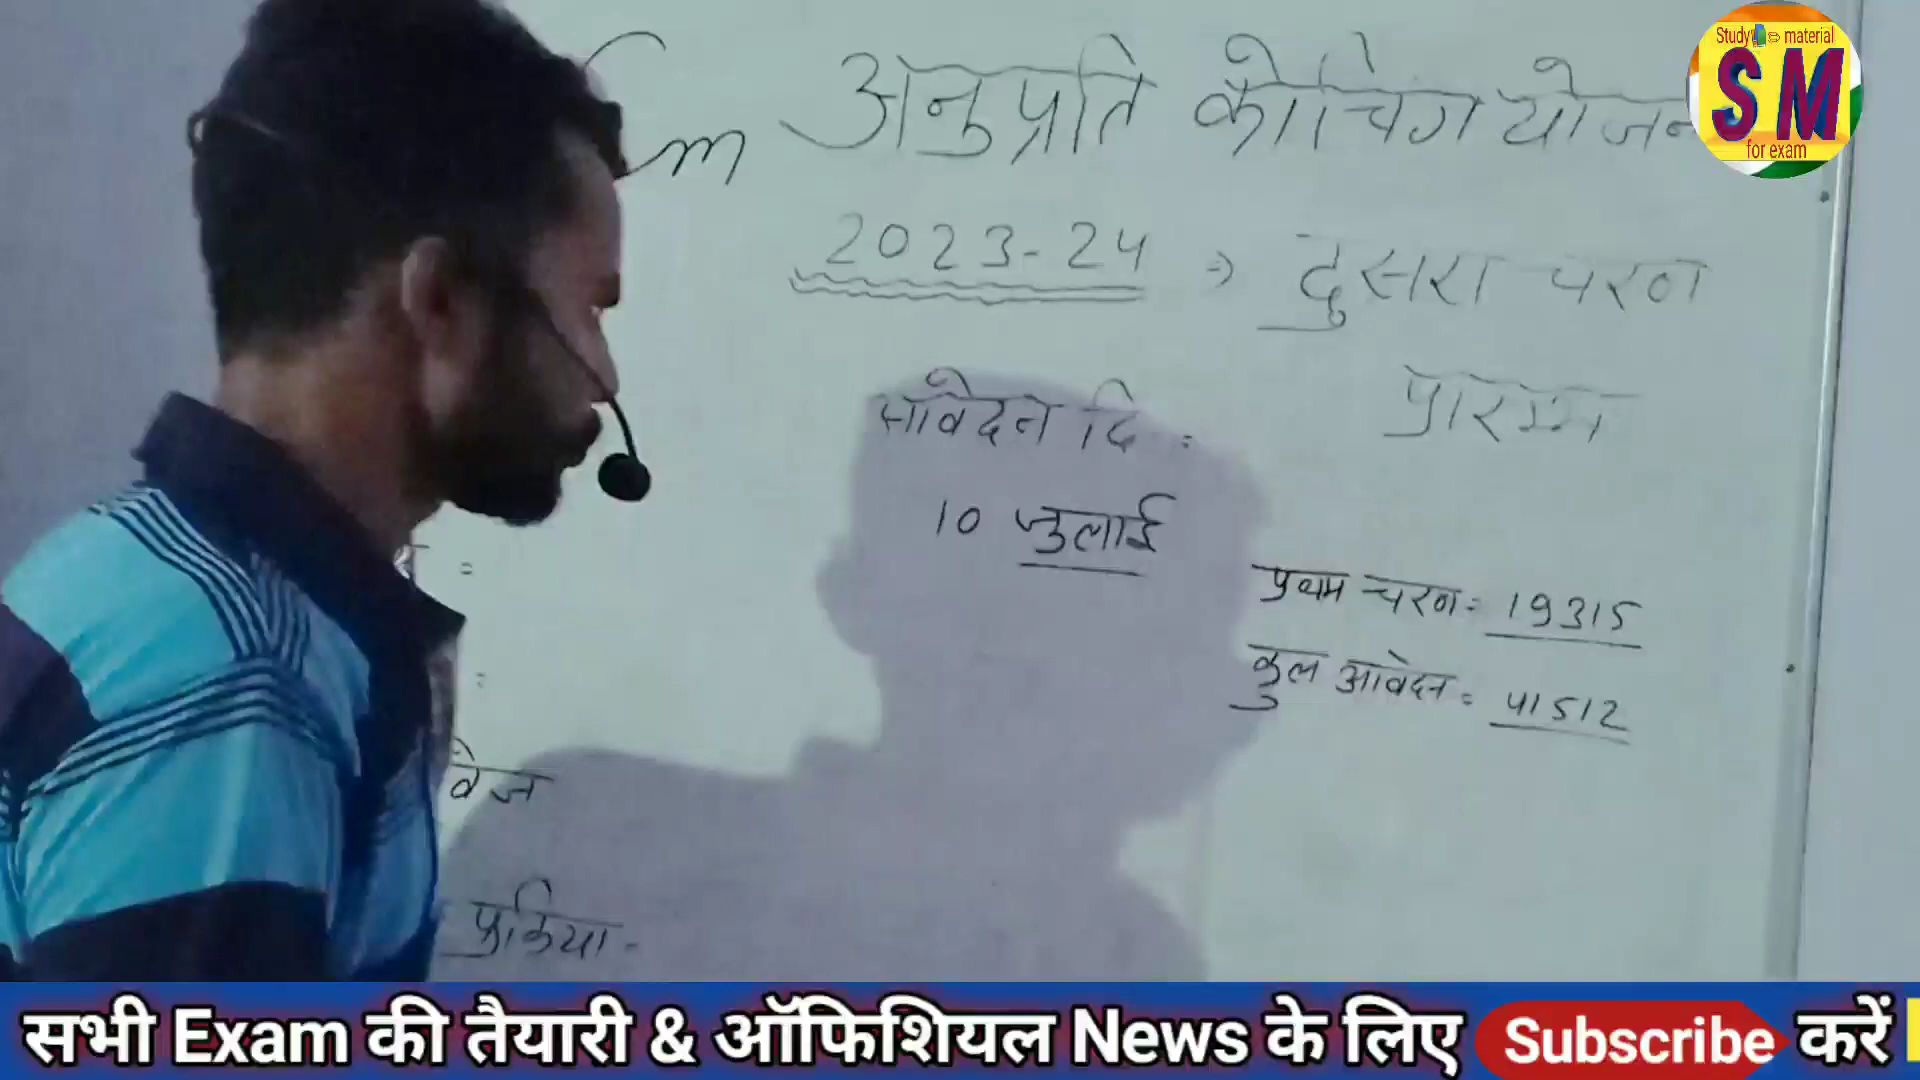 Cm अनुप्रति कोचिंग योजन
2023-24 → दुसरा चरण
प्रारम्भ
आवेदन दि :
10 जुलाई
प्रथम चरण = 19315
कुल आवेदन = 41512
=
=
वेज
प्रक्रिया -
Study material
SM
for exam
सभी Exam की तैयारी & ऑफिशियल News के लिए Subscribe करें